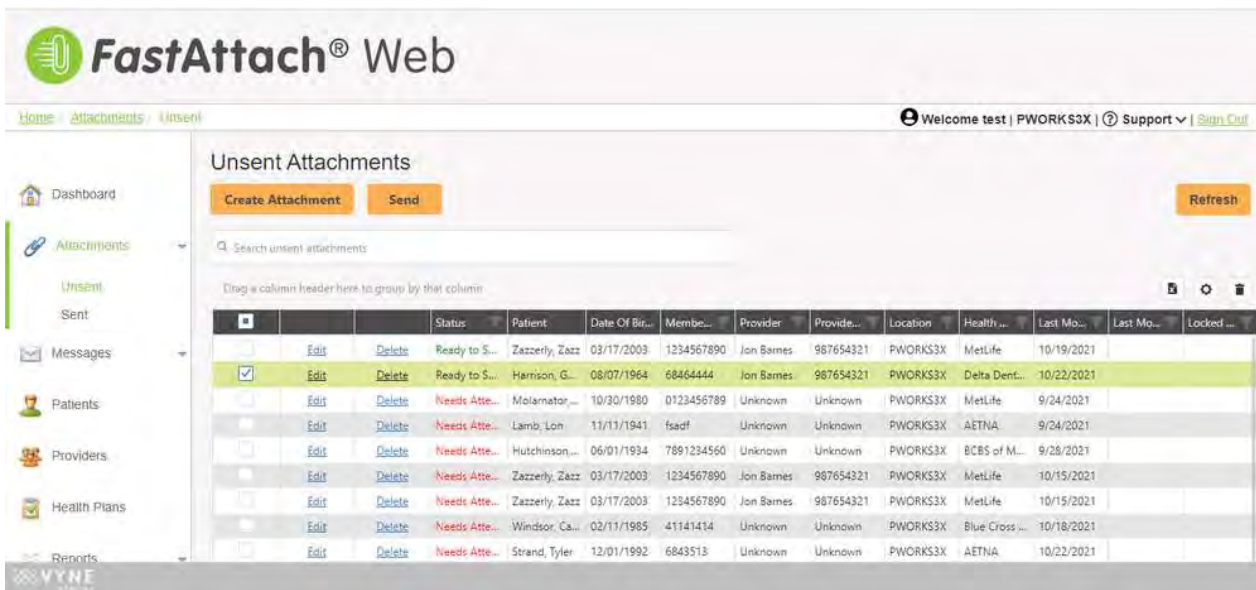 FastAttach® Web
Home / Attachments / Unsent
Welcome test | PWORKS3X | ? Support | Sign Out
Unsent Attachments
Dashboard
Create Attachment Send Refresh
Attachments
Search unsent attachments
Unsent
Drag a column header here to group by that column
Sent
Status Patient Date Of Bir... Membe... Provider Provide... Location Health ... Last Mo... Last Mo... Locked ...
Messages
Edit Delete Ready to S... Zazzerly, Zazz 03/17/2003 1234567890 Jon Barnes 987654321 PWORKS3X MetLife 10/19/2021
Edit Delete Ready to S... Harrison, G... 08/07/1964 68464444 Jon Barnes 987654321 PWORKS3X Delta Dent... 10/22/2021
Patients
Edit Delete Needs Atte... Molarnator,... 10/30/1980 0123456789 Unknown Unknown PWORKS3X MetLife 9/24/2021
Edit Delete Needs Atte... Lamb, Lon 11/11/1941 fsadf Unknown Unknown PWORKS3X AETNA 9/24/2021
Providers
Edit Delete Needs Atte... Hutchinson,... 06/01/1934 7891234560 Unknown Unknown PWORKS3X BCBS of M... 9/28/2021
Edit Delete Needs Atte... Zazzerly, Zazz 03/17/2003 1234567890 Jon Barnes 987654321 PWORKS3X MetLife 10/15/2021
Health Plans
Edit Delete Needs Atte... Zazzerly, Zazz 03/17/2003 1234567890 Jon Barnes 987654321 PWORKS3X MetLife 10/15/2021
Edit Delete Needs Atte... Windsor, Ca... 02/11/1985 41141414 Unknown Unknown PWORKS3X Blue Cross ... 10/18/2021
Reports
Edit Delete Needs Atte... Strand, Tyler 12/01/1992 6843513 Unknown Unknown PWORKS3X AETNA 10/22/2021
VYNE